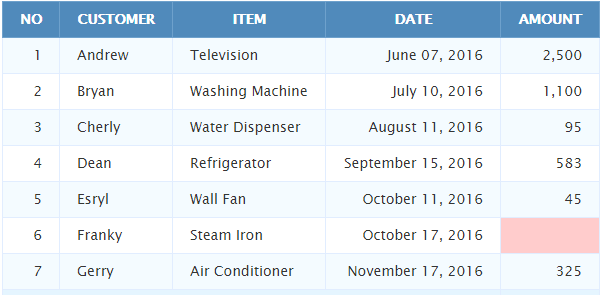 NO CUSTOMER ITEM DATE AMOUNT
1 Andrew Television June 07, 2016 2,500
2 Bryan Washing Machine July 10, 2016 1,100
3 Cherly Water Dispenser August 11, 2016 95
4 Dean Refrigerator September 15, 2016 583
5 Esryl Wall Fan October 11, 2016 45
6 Franky Steam Iron October 17, 2016
7 Gerry Air Conditioner November 17, 2016 325